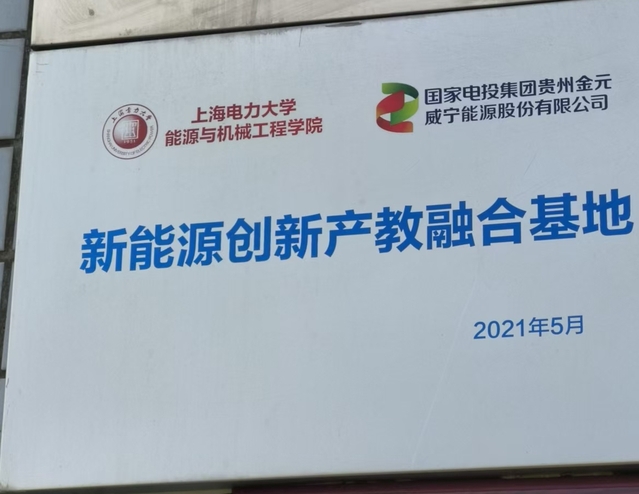 上海电力大学
能源与机械工程学院
国家电投集团贵州金元
威宁能源股份有限公司
新能源创新产教融合基地
2021年5月